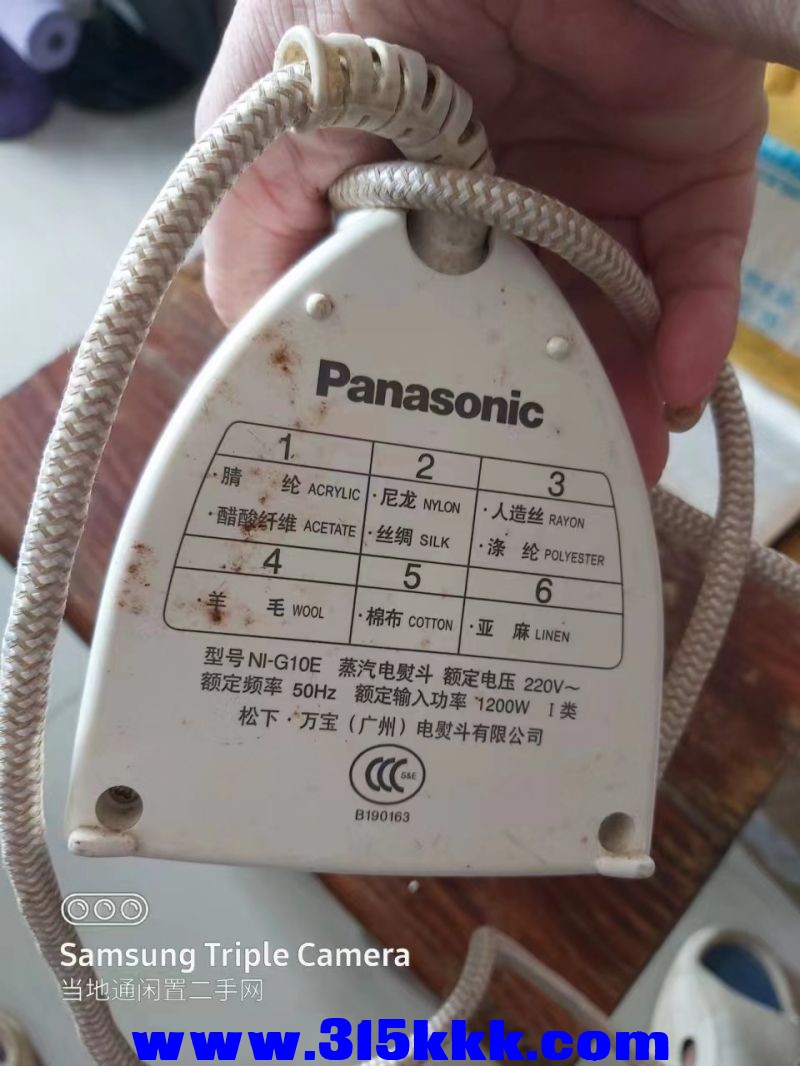 Panasonic
1 2 3
·腈 纶 ACRYLIC ·尼龙 NYLON ·人造丝 RAYON
·醋酸纤维 ACETATE ·丝绸 SILK ·涤 纶 POLYESTER
4 5 6
·羊 毛 WOOL ·棉布 COTTON ·亚 麻 LINEN
型号 NI-G10E 蒸汽电熨斗 额定电压 220V～
额定频率 50Hz 额定输入功率 1200W I 类
松下·万宝（广州）电熨斗有限公司
CCC S&E
B190163
Samsung Triple Camera
当地通闲置二手网
www.315kkk.com